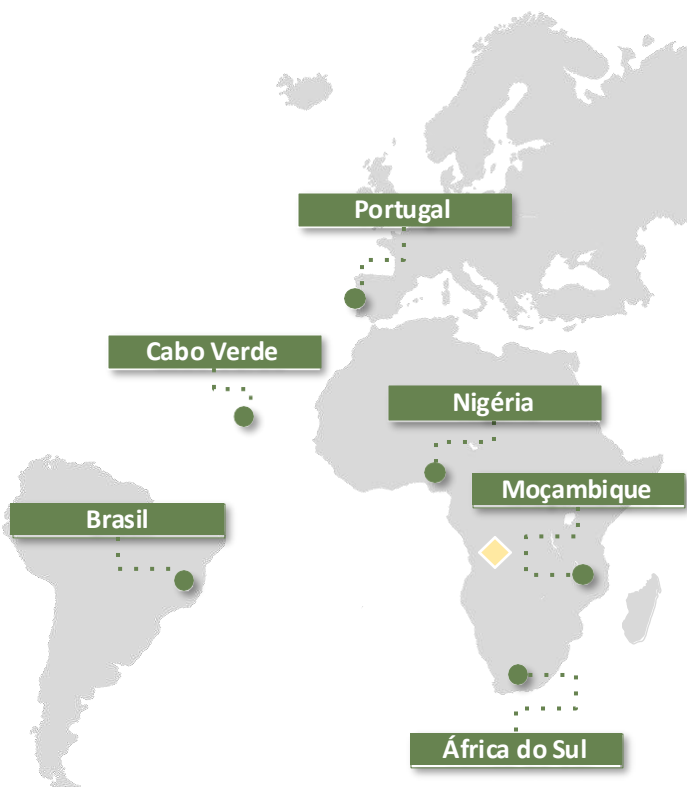 Portugal
Cabo Verde
Nigéria
Moçambique
Brasil
África do Sul